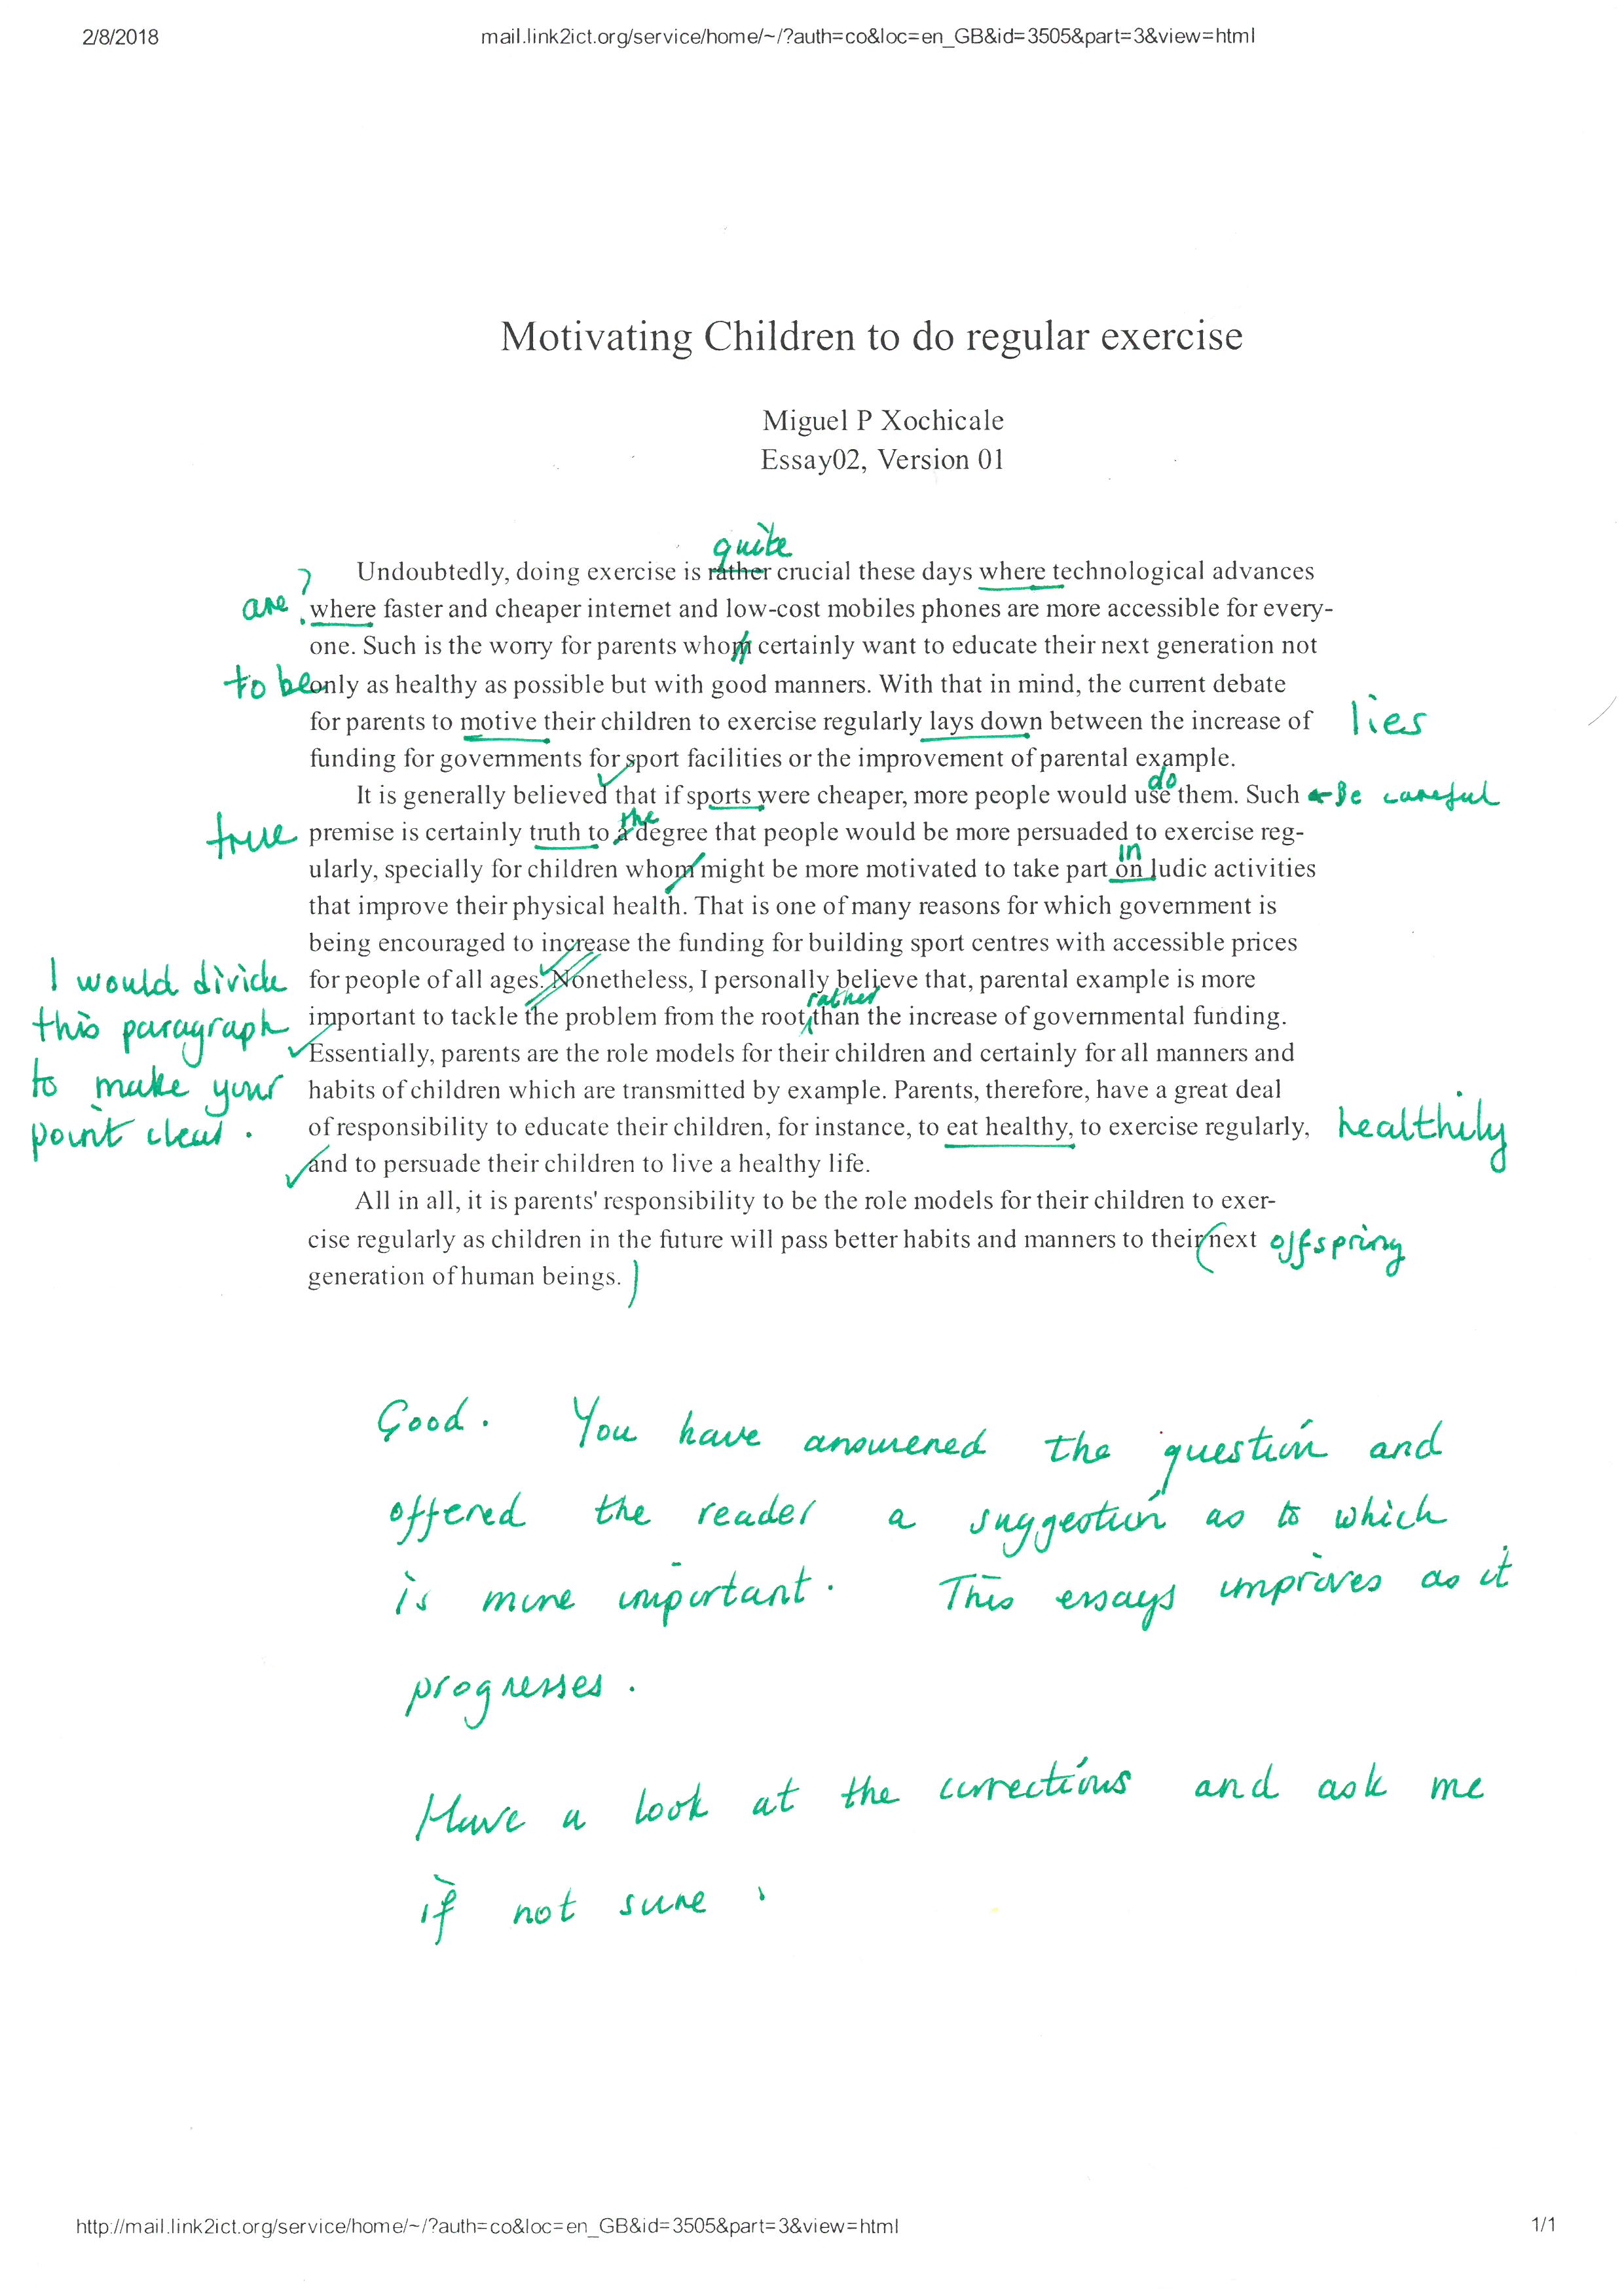 2/8/2018 mail.link2ict.org/service/home/~/?auth=co&loc=en_GB&id=3505&part=3&view=html
Motivating Children to do regular exercise
Miguel P Xochicale
Essay02, Version 01
quite
Undoubtedly, doing exercise is rather crucial these days where technological advances
are ? where faster and cheaper internet and low-cost mobiles phones are more accessible for every-
one. Such is the worry for parents whom certainly want to educate their next generation not
to be only as healthy as possible but with good manners. With that in mind, the current debate
for parents to motive their children to exercise regularly lays down between the increase of lies
funding for governments for sport facilities or the improvement of parental example.
do
It is generally believed that if sports were cheaper, more people would use them. Such Be careful
the
true premise is certainly truth to a degree that people would be more persuaded to exercise reg-
in
ularly, specially for children whom might be more motivated to take part on ludic activities
that improve their physical health. That is one of many reasons for which government is
being encouraged to increase the funding for building sport centres with accessible prices
I would divide for people of all ages. Nonetheless, I personally believe that, parental example is more
rather
this paragraph important to tackle the problem from the root, than the increase of governmental funding.
Essentially, parents are the role models for their children and certainly for all manners and
to make your habits of children which are transmitted by example. Parents, therefore, have a great deal
point clear. of responsibility to educate their children, for instance, to eat healthy, to exercise regularly, healthily
and to persuade their children to live a healthy life.
All in all, it is parents' responsibility to be the role models for their children to exer-
cise regularly as children in the future will pass better habits and manners to their (next offspring
generation of human beings. )
Good. You have answered the question and
offered the reader a suggestion as to which
is more important. This essays improves as it
progresses.
Have a look at the corrections and ask me
if not sure.
http://mail.link2ict.org/service/home/~/?auth=co&loc=en_GB&id=3505&part=3&view=html 1/1